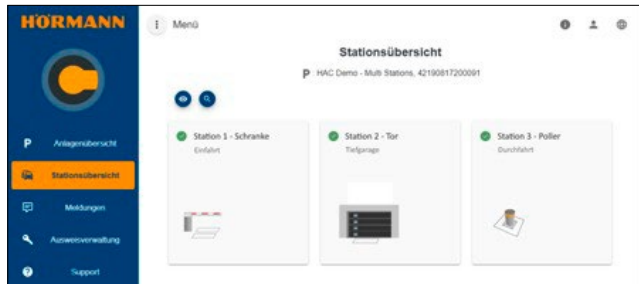 HÖRMANN
Menü
Stationsübersicht
P HAC Demo - Multi Stations, 42190817200091
P Anlagenübersicht
Stationsübersicht
Meldungen
Ausweisverwaltung
Support
Station 1 - Schranke
Einfahrt
Station 2 - Tor
Tiefgarage
Station 3 - Poller
Durchfahrt